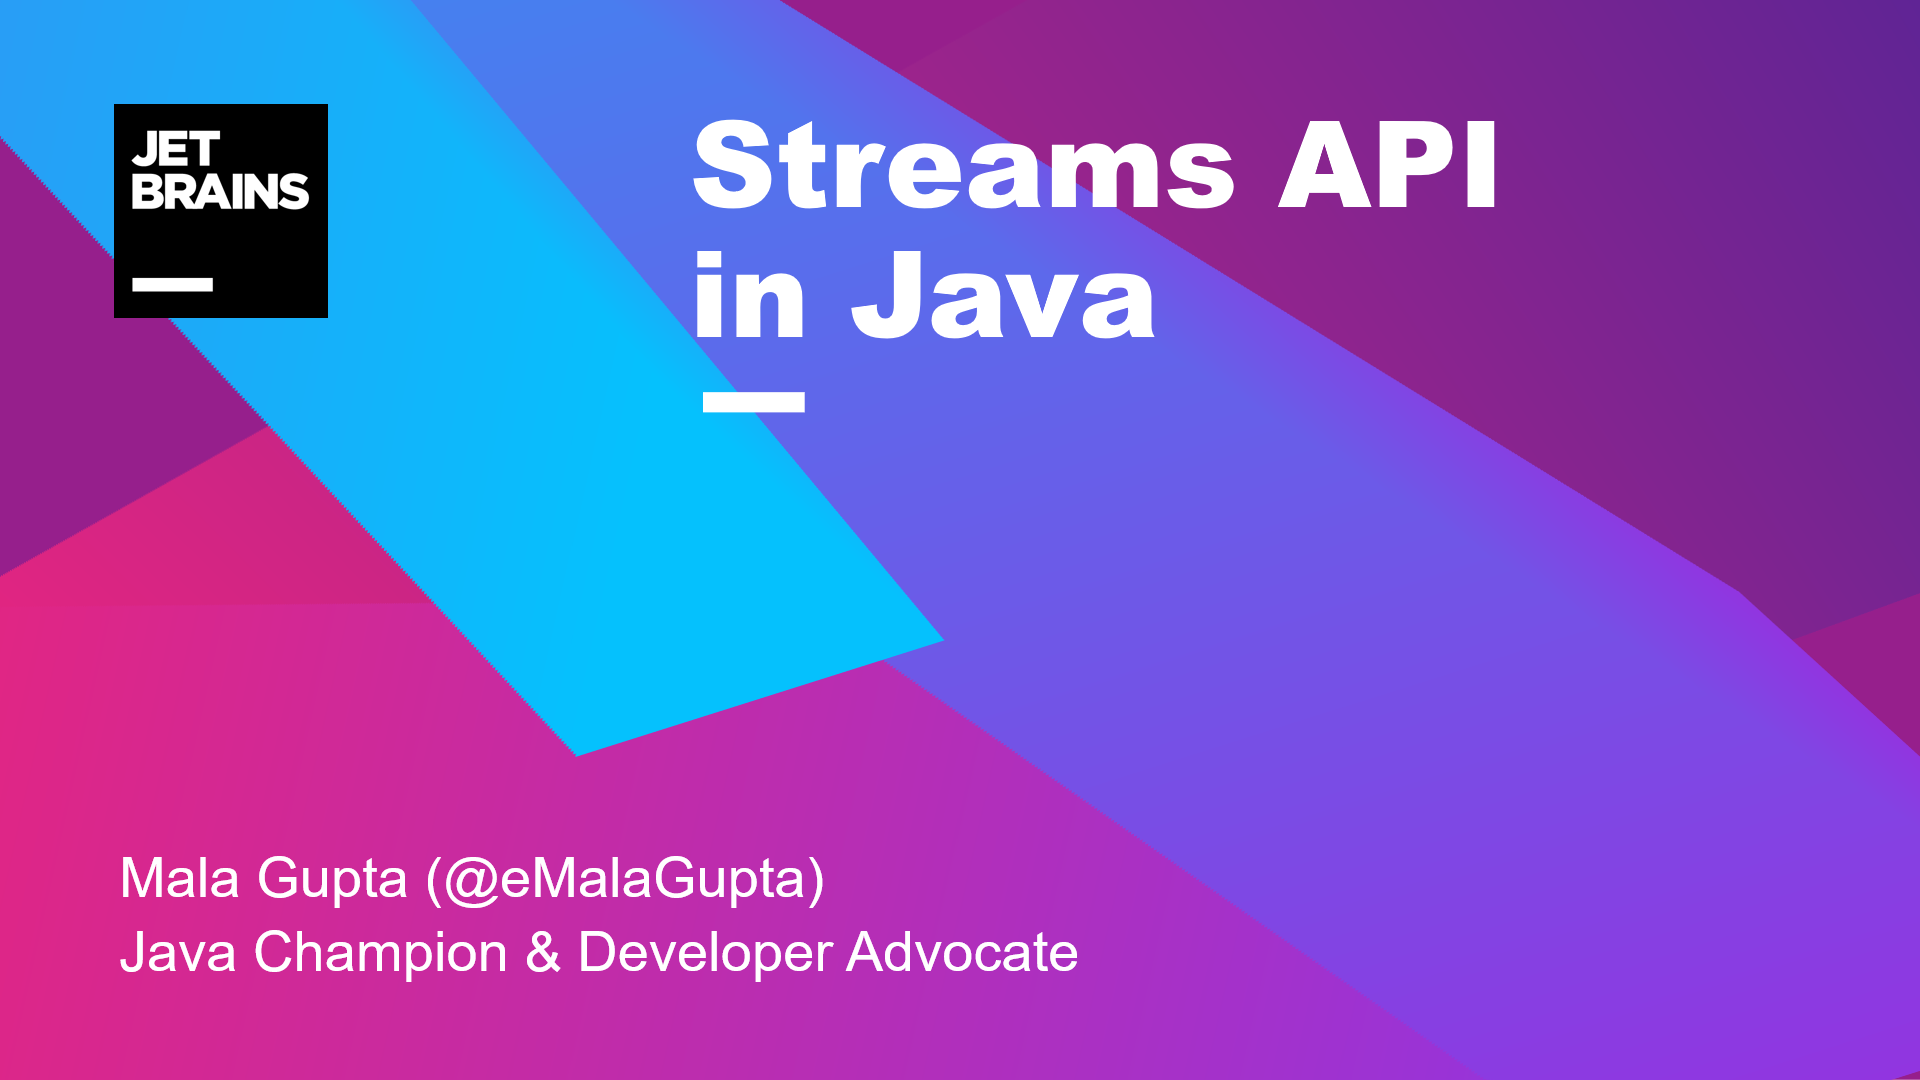 JET
BRAINS
Streams API
in Java
Mala Gupta (@eMalaGupta)
Java Champion & Developer Advocate